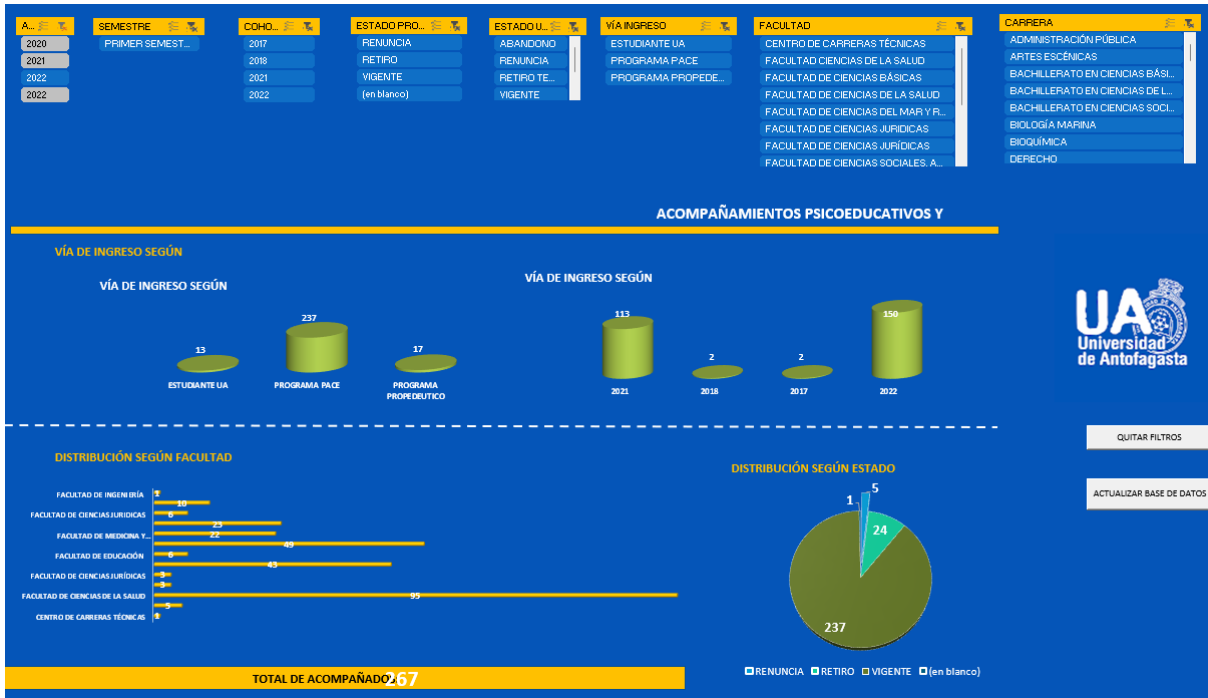 A...
SEMESTRE
COHO...
ESTADO PRO...
ESTADO U...
VÍA INGRESO
FACULTAD
CARRERA
2020
2021
2022
2022
PRIMER SEMEST...
2017
2018
2021
2022
RENUNCIA
RETIRO
VIGENTE
(en blanco)
ABANDONO
RENUNCIA
RETIRO TE...
VIGENTE
ESTUDIANTE UA
PROGRAMA PACE
PROGRAMA PROPEDE...
CENTRO DE CARRERAS TÉCNICAS
FACULTAD CIENCIAS DE LA SALUD
FACULTAD DE CIENCIAS BÁSICAS
FACULTAD DE CIENCIAS DE LA SALUD
FACULTAD DE CIENCIAS DEL MAR Y R...
FACULTAD DE CIENCIAS JURIDICAS
FACULTAD DE CIENCIAS JURÍDICAS
FACULTAD DE CIENCIAS SOCIALES. A...
ADMINISTRACIÓN PÚBLICA
ARTES ESCÉNICAS
BACHILLERATO EN CIENCIAS BÁSI...
BACHILLERATO EN CIENCIAS DE L...
BACHILLERATO EN CIENCIAS SOCI...
BIOLOGÍA MARINA
BIOQUÍMICA
DERECHO
ACOMPAÑAMIENTOS PSICOEDUCATIVOS Y
VÍA DE INGRESO SEGÚN
VÍA DE INGRESO SEGÚN
13
237
17
ESTUDIANTE UA
PROGRAMA PACE
PROGRAMA
PROPEDEUTICO
VÍA DE INGRESO SEGÚN
113
2
2
150
2021
2018
2017
2022
UA
Universidad
de Antofagasta
QUITAR FILTROS
ACTUALIZAR BASE DE DATOS
DISTRIBUCIÓN SEGÚN FACULTAD
FACULTAD DE INGENIERÍA
1
10
FACULTAD DE CIENCIAS JURIDICAS
6
23
FACULTAD DE MEDICINA Y...
22
49
FACULTAD DE EDUCACIÓN
6
43
FACULTAD DE CIENCIAS JURÍDICAS
3
3
FACULTAD DE CIENCIAS DE LA SALUD
95
5
CENTRO DE CARRERAS TÉCNICAS
1
DISTRIBUCIÓN SEGÚN ESTADO
1
5
24
237
RENUNCIA RETIRO VIGENTE (en blanco)
TOTAL DE ACOMPAÑADOS
267